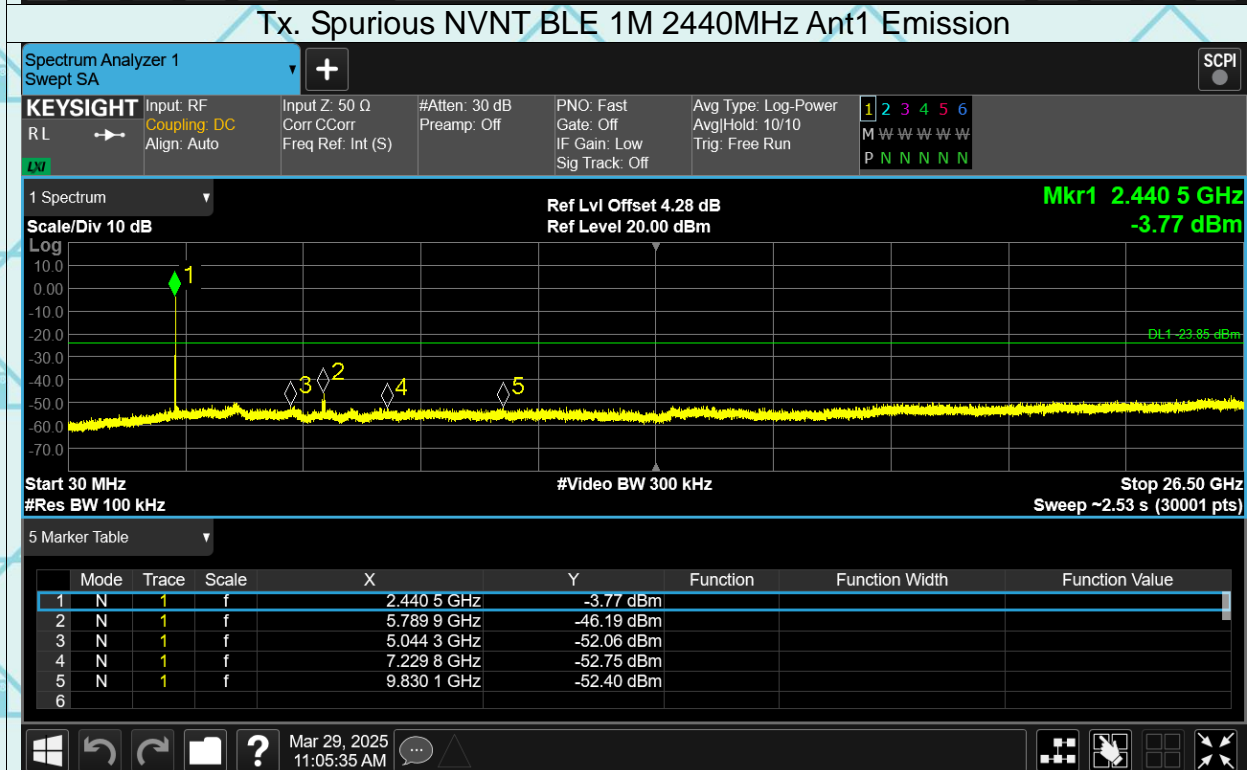 Tx. Spurious NVNT BLE 1M 2440MHz Ant1 Emission
Spectrum Analyzer 1
Swept SA
+
SCPI
KEYSIGHT
R L
LXI
Input: RF
Coupling: DC
Align: Auto
Input Z: 50 Ω
Corr CCorr
Freq Ref: Int (S)
#Atten: 30 dB
Preamp: Off
PNO: Fast
Gate: Off
IF Gain: Low
Sig Track: Off
Avg Type: Log-Power
Avg|Hold: 10/10
Trig: Free Run
1 2 3 4 5 6
M W W W W W
P N N N N N
1 Spectrum
Scale/Div 10 dB
Ref Lvl Offset 4.28 dB
Ref Level 20.00 dBm
Mkr1 2.440 5 GHz
-3.77 dBm
Log
10.0
0.00
-10.0
-20.0
-30.0
-40.0
-50.0
-60.0
-70.0
1
DL1 -23.85 dBm
3 2 4 5
Start 30 MHz
#Res BW 100 kHz
#Video BW 300 kHz
Stop 26.50 GHz
Sweep ~2.53 s (30001 pts)
5 Marker Table
Mode Trace Scale X Y Function Function Width Function Value
1 N 1 f 2.440 5 GHz -3.77 dBm
2 N 1 f 5.789 9 GHz -46.19 dBm
3 N 1 f 5.044 3 GHz -52.06 dBm
4 N 1 f 7.229 8 GHz -52.75 dBm
5 N 1 f 9.830 1 GHz -52.40 dBm
6
?
Mar 29, 2025
11:05:35 AM